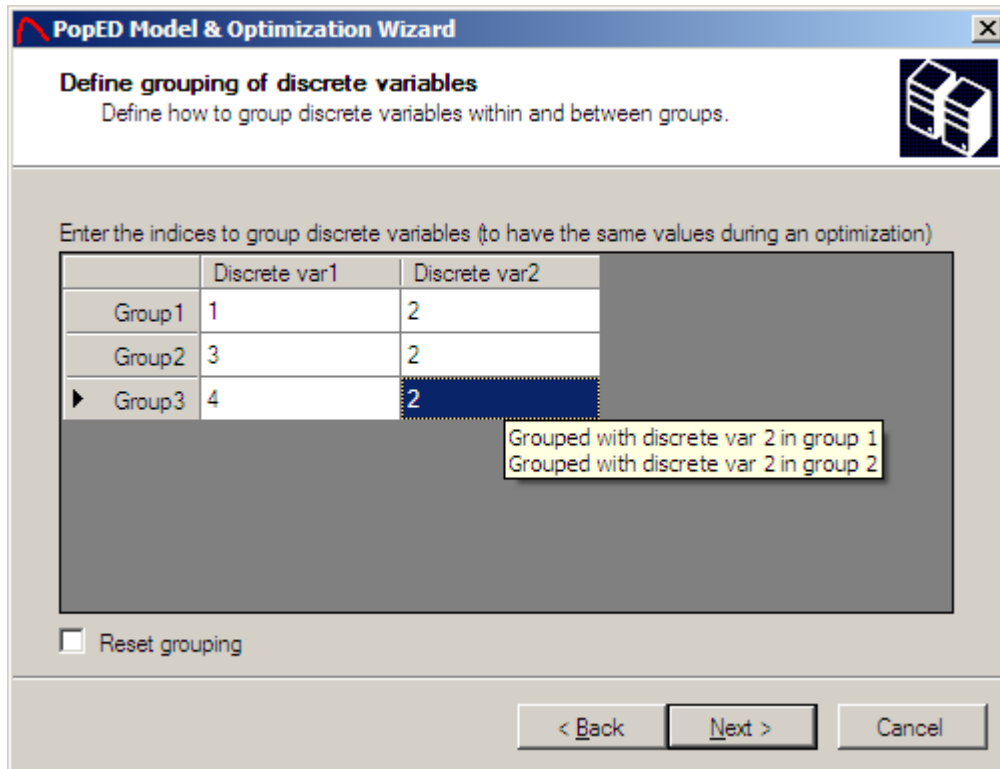 PopED Model & Optimization Wizard
Define grouping of discrete variables
Define how to group discrete variables within and between groups.
Enter the indices to group discrete variables (to have the same values during an optimization)
Discrete var1 Discrete var2
Group1 1 2
Group2 3 2
Group3 4 2
Grouped with discrete var 2 in group 1
Grouped with discrete var 2 in group 2
Reset grouping
< Back Next > Cancel